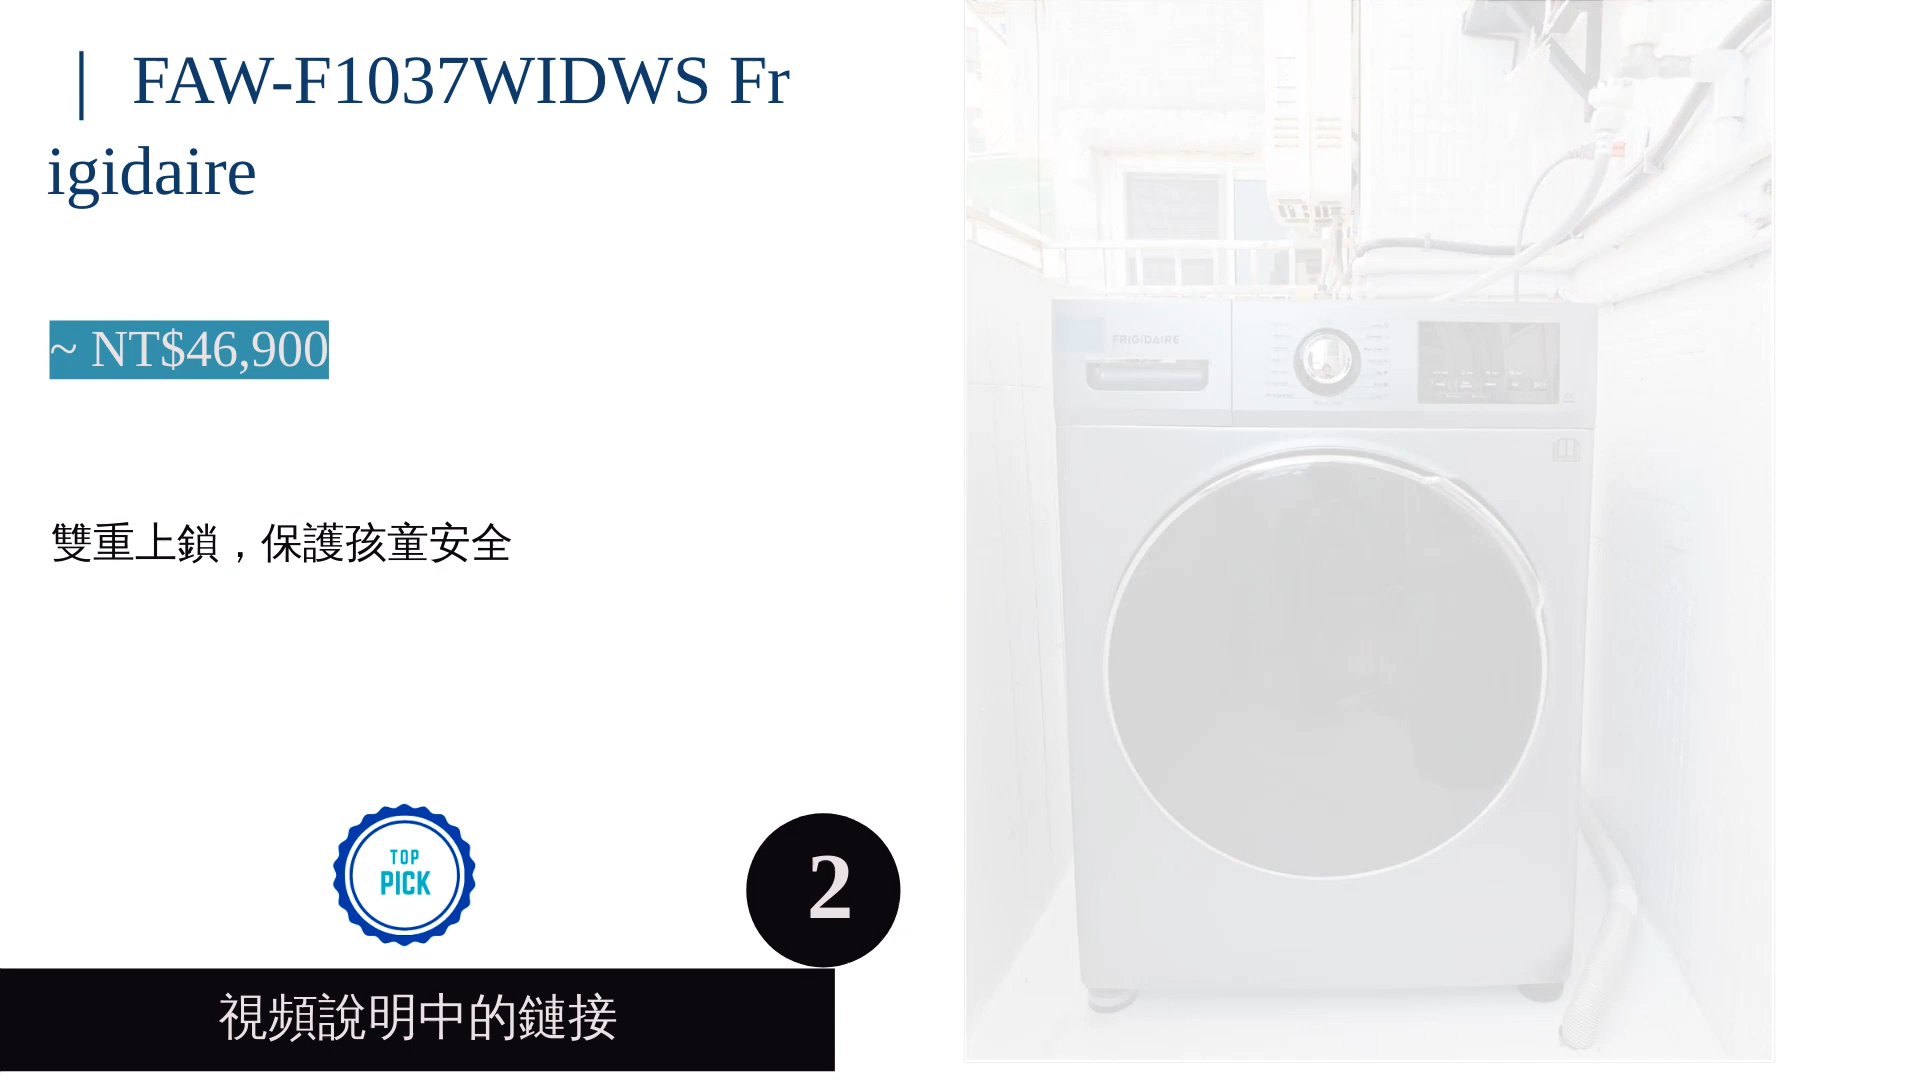 ｜ FAW-F1037WIDWS Fr
igidaire
~ NT$46,900
雙重上鎖，保護孩童安全
TOP
PICK
2
視頻說明中的鏈接
FRIGIDAIRE